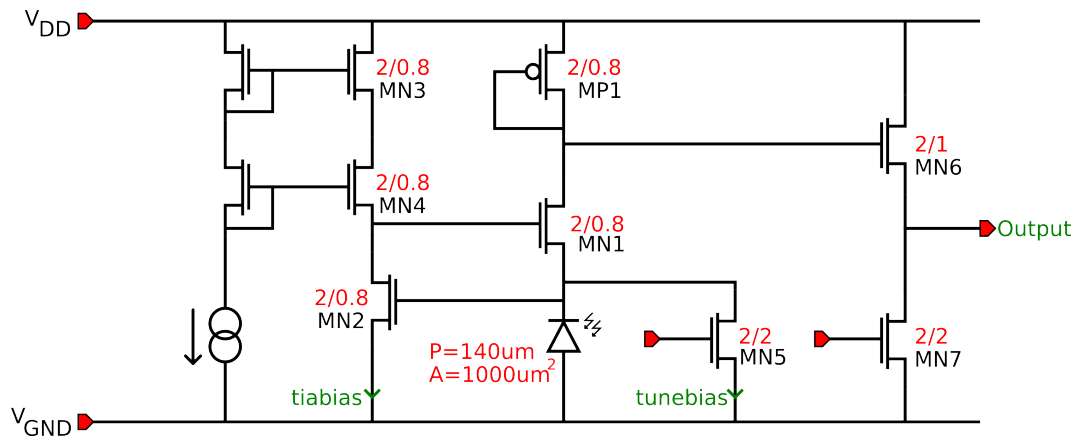 VDD
2/0.8
MN3
2/0.8
MP1
2/1
MN6
2/0.8
MN4
2/0.8
MN1
Output
2/0.8
MN2
P=140um
A=1000um2
2/2
MN5
2/2
MN7
tiabias
tunebias
VGND